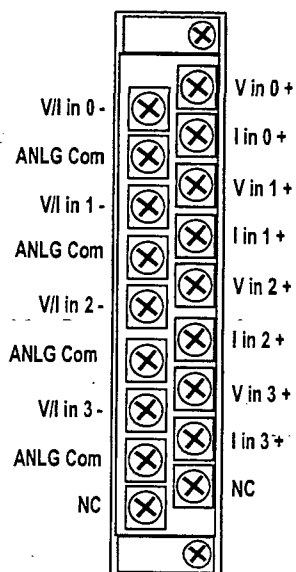 V in 0 +
V/I in 0 -
I in 0 +
ANLG Com
V in 1 +
V/I in 1 -
I in 1 +
ANLG Com
V in 2 +
V/I in 2 -
I in 2 +
ANLG Com
V in 3 +
V/I in 3 -
I in 3 +
ANLG Com
NC
NC